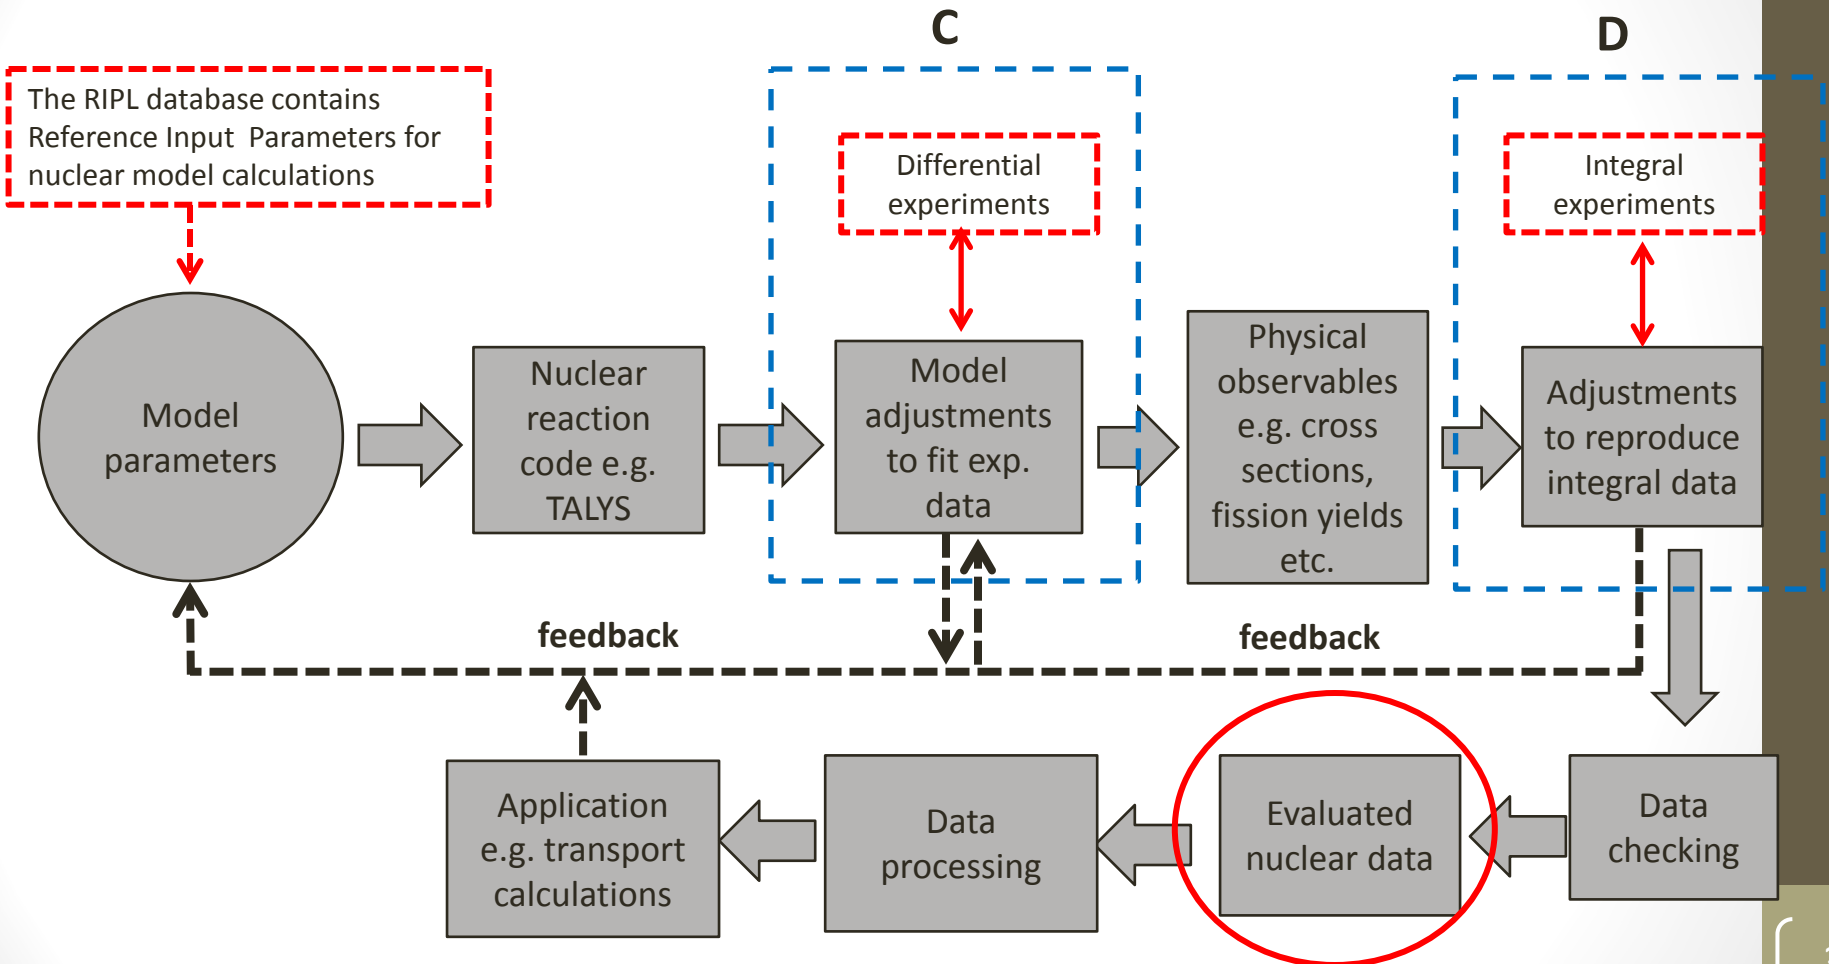 C
D
The RIPL database contains
Reference Input Parameters for
nuclear model calculations
Differential
experiments
Integral
experiments
Model
parameters
Nuclear
reaction
code e.g.
TALYS
Model
adjustments
to fit exp.
data
Physical
observables
e.g. cross
sections,
fission yields
etc.
Adjustments
to reproduce
integral data
feedback
feedback
Application
e.g. transport
calculations
Data
processing
Evaluated
nuclear data
Data
checking